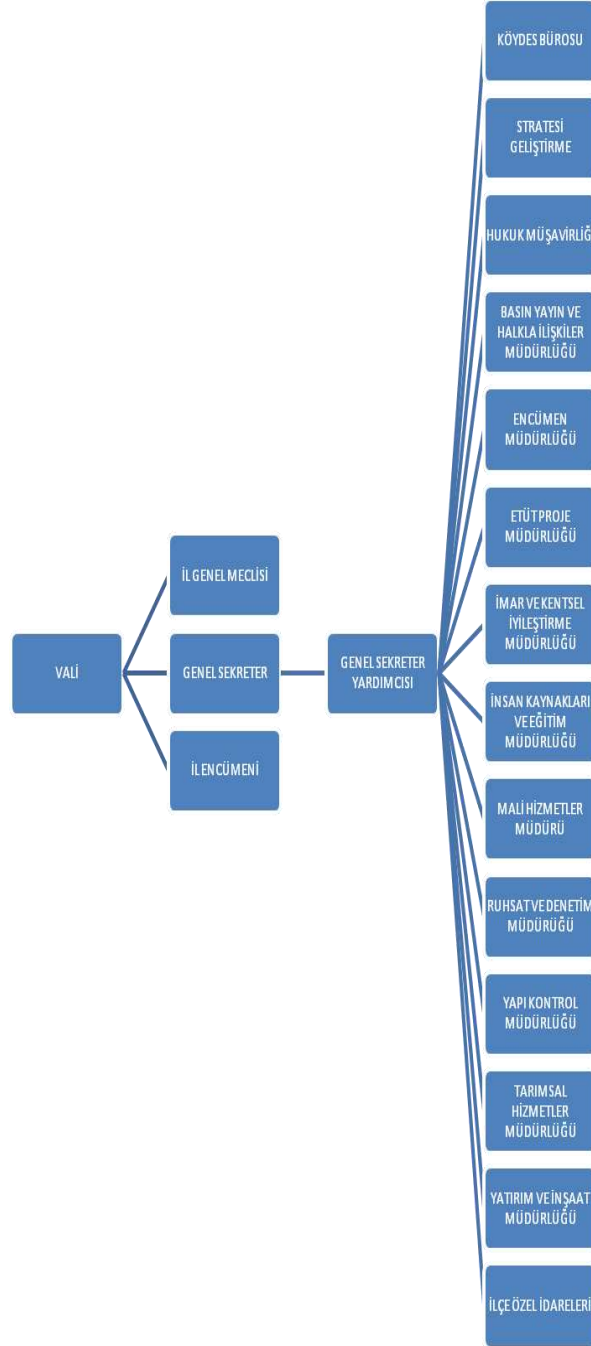 VALİ
İL GENEL MECLİSİ
GENEL SEKRETER
İL ENCÜMENİ
GENEL SEKRETER
YARDIMCISI
KÖYDES BÜROSU
STRATESİ
GELİŞTİRME
HUKUK MÜŞAVİRLİĞ
BASIN YAYIN VE
HALKLA İLİŞKİLER
MÜDÜRLÜĞÜ
ENCÜMEN
MÜDÜRLÜĞÜ
ETÜT PROJE
MÜDÜRLÜĞÜ
İMAR VE KENTSEL
İYİLEŞTİRME
MÜDÜRLÜĞÜ
İNSAN KAYNAKLARI
VE EĞİTİM
MÜDÜRLÜĞÜ
MALİ HİZMETLER
MÜDÜRÜ
RUHSAT VE DENETİM
MÜDÜRÜĞÜ
YAPI KONTROL
MÜDÜRLÜĞÜ
TARIMSAL
HİZMETLER
MÜDÜRLÜĞÜ
YATIRIM VE İNŞAAT
MÜDÜRLÜĞÜ
İLÇE ÖZEL İDARELERİ